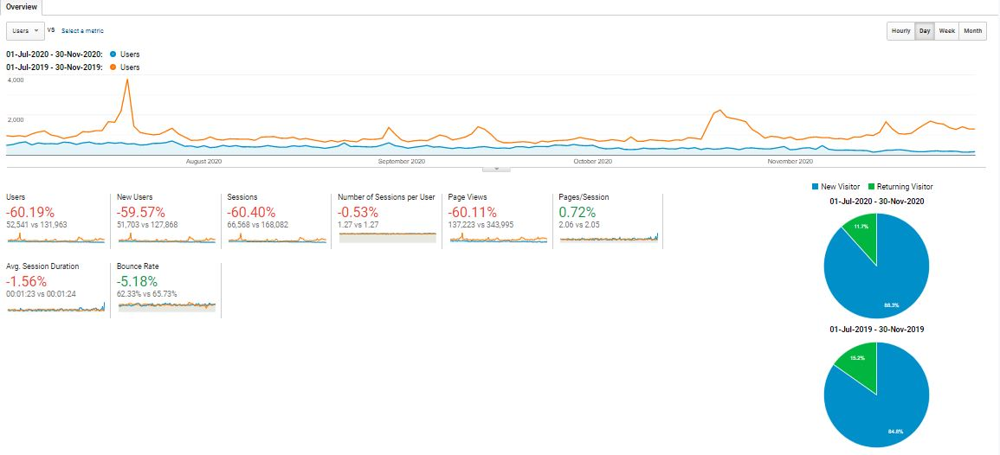 Overview
Users vs Select a metric
Hourly Day Week Month
01-Jul-2020 - 30-Nov-2020: Users
01-Jul-2019 - 30-Nov-2019: Users
4,000
2,000
August 2020 September 2020 October 2020 November 2020
Users
-60.19%
52,541 vs 131,963
New Users
-59.57%
51,703 vs 127,868
Sessions
-60.40%
66,568 vs 168,082
Number of Sessions per User
-0.53%
1.27 vs 1.27
Page Views
-60.11%
137,223 vs 343,995
Pages/Session
0.72%
2.06 vs 2.05
Avg. Session Duration
-1.56%
00:01:23 vs 00:01:24
Bounce Rate
-5.18%
62.33% vs 65.73%
New Visitor Returning Visitor
01-Jul-2020 - 30-Nov-2020
11.7%
88.3%
01-Jul-2019 - 30-Nov-2019
15.2%
84.8%